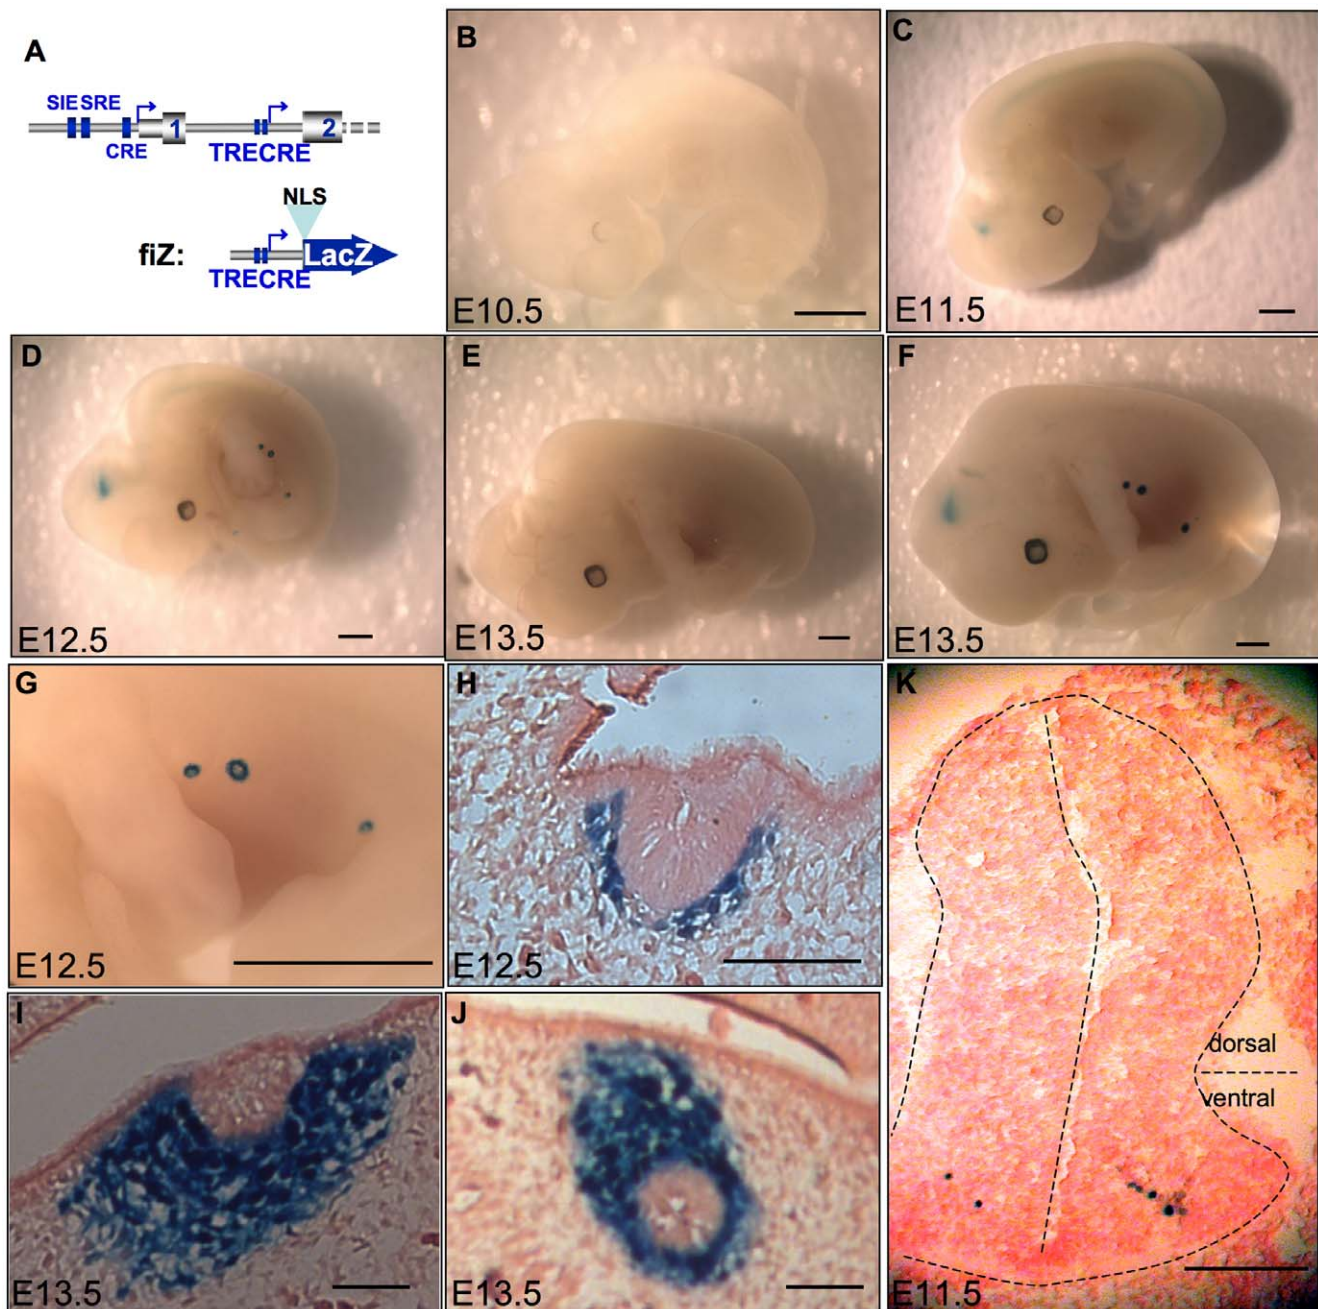 A
SIE SRE
1
2
CRE
TRECRE
NLS
fiZ:
LacZ
TRECRE
B
E10.5
C
E11.5
D
E12.5
E
E13.5
F
E13.5
G
E12.5
H
E12.5
I
E13.5
J
E13.5
K
dorsal
ventral
E11.5